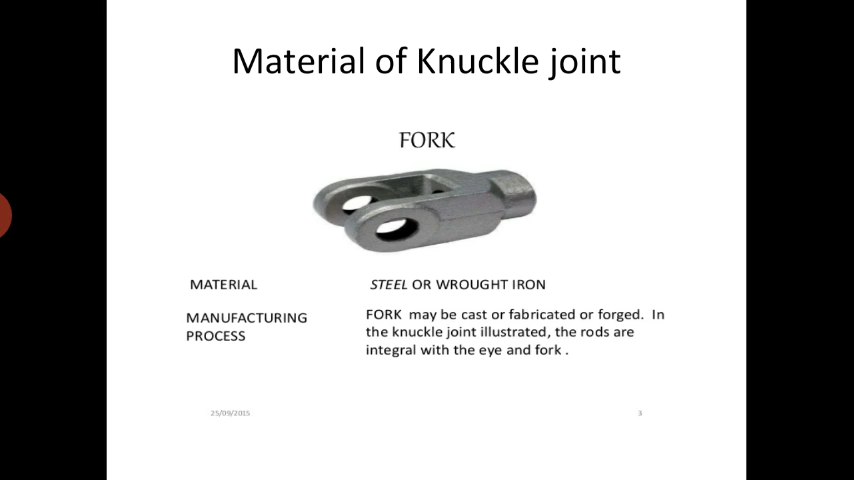 Material of Knuckle joint
FORK
MATERIAL
STEEL OR WROUGHT IRON
MANUFACTURING
PROCESS
FORK may be cast or fabricated or forged. In
the knuckle joint illustrated, the rods are
integral with the eye and fork .
25/09/2015
3